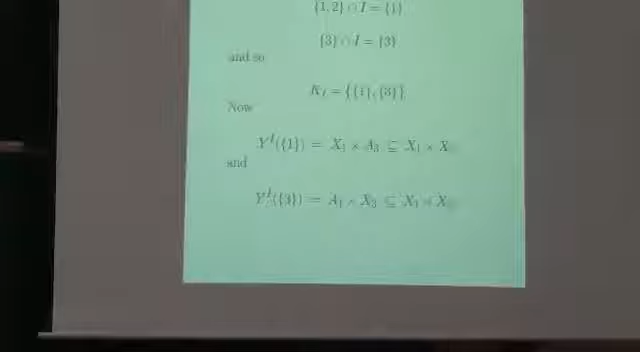 {1, 2} ∩ I = {1}
{3} ∩ I = {3}
and so
K_I = {{1}, {3}}
Now
Y^I({1}) = X_1 × A_3 ⊆ X_1 × X
and
Y^I({3}) = A_1 × X_3 ⊆ X_1 × X